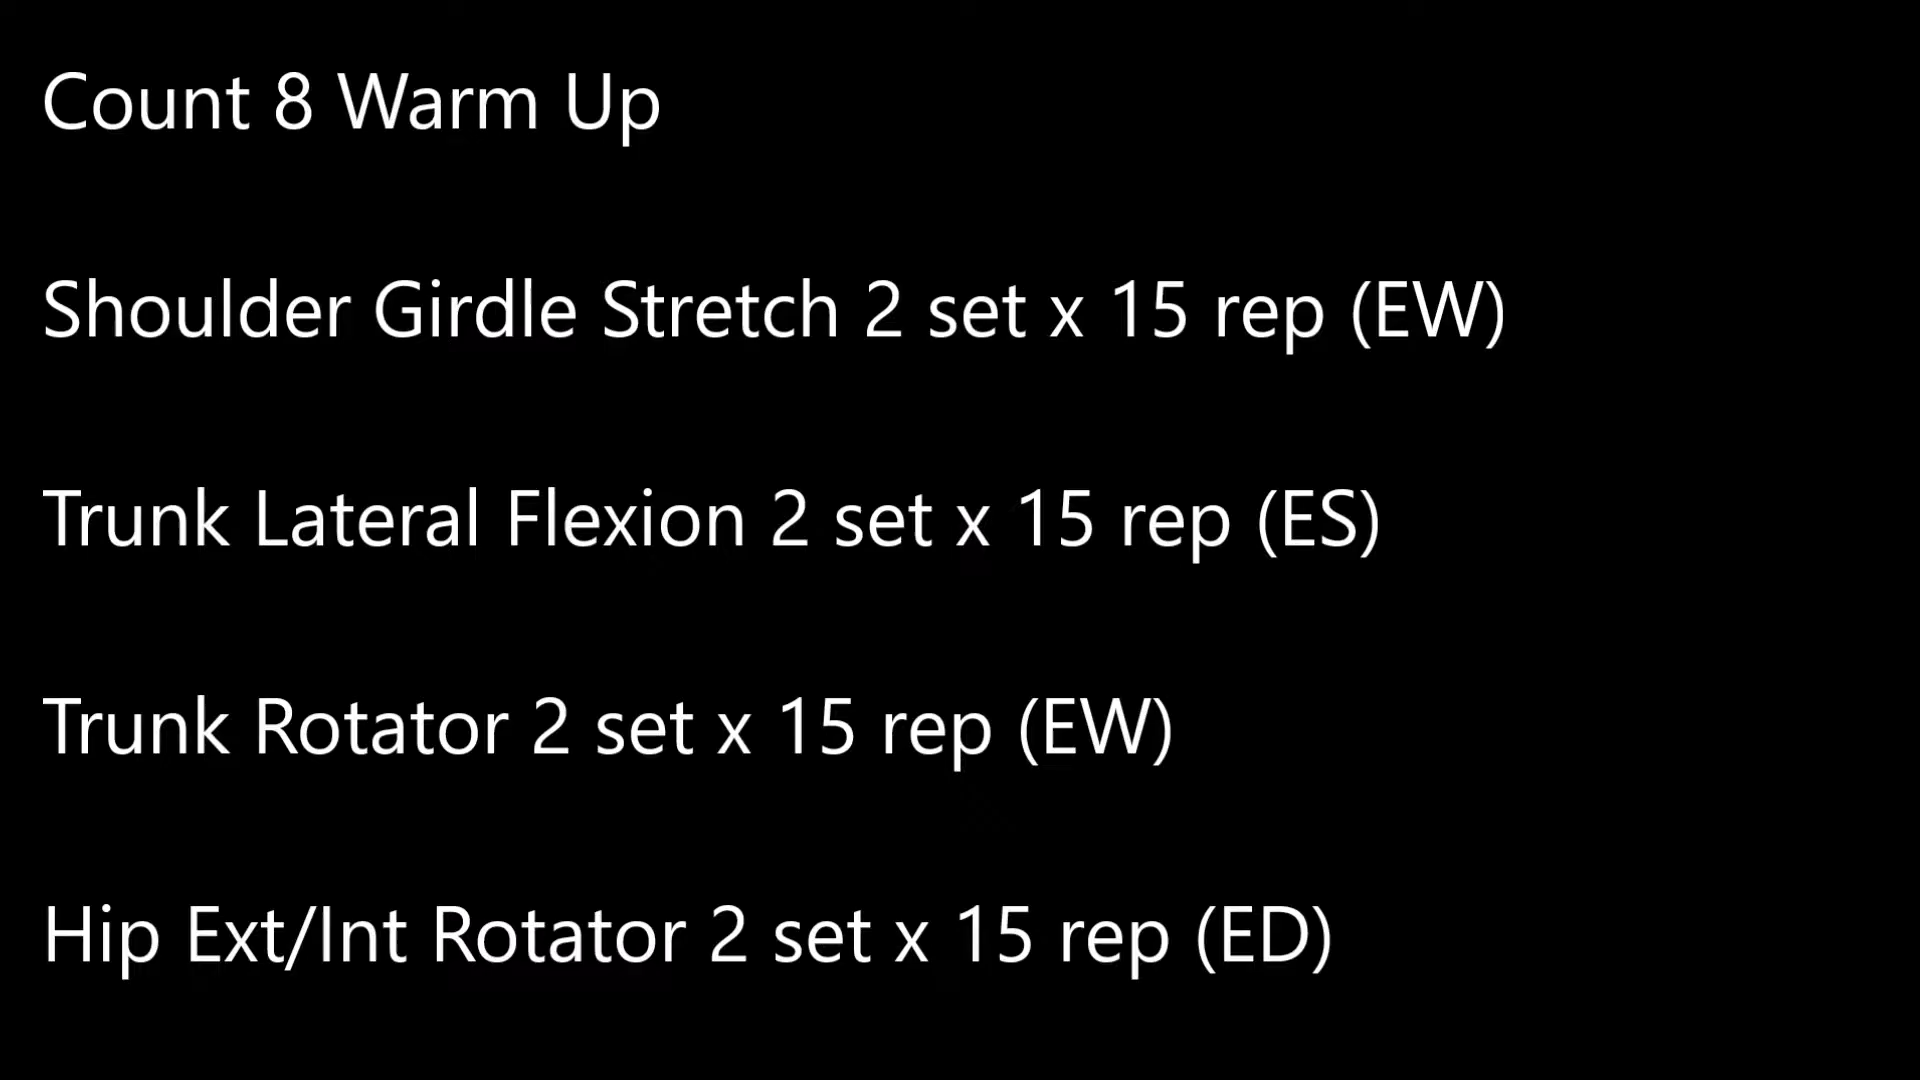 Count 8 Warm Up
Shoulder Girdle Stretch 2 set x 15 rep (EW)
Trunk Lateral Flexion 2 set x 15 rep (ES)
Trunk Rotator 2 set x 15 rep (EW)
Hip Ext/Int Rotator 2 set x 15 rep (ED)